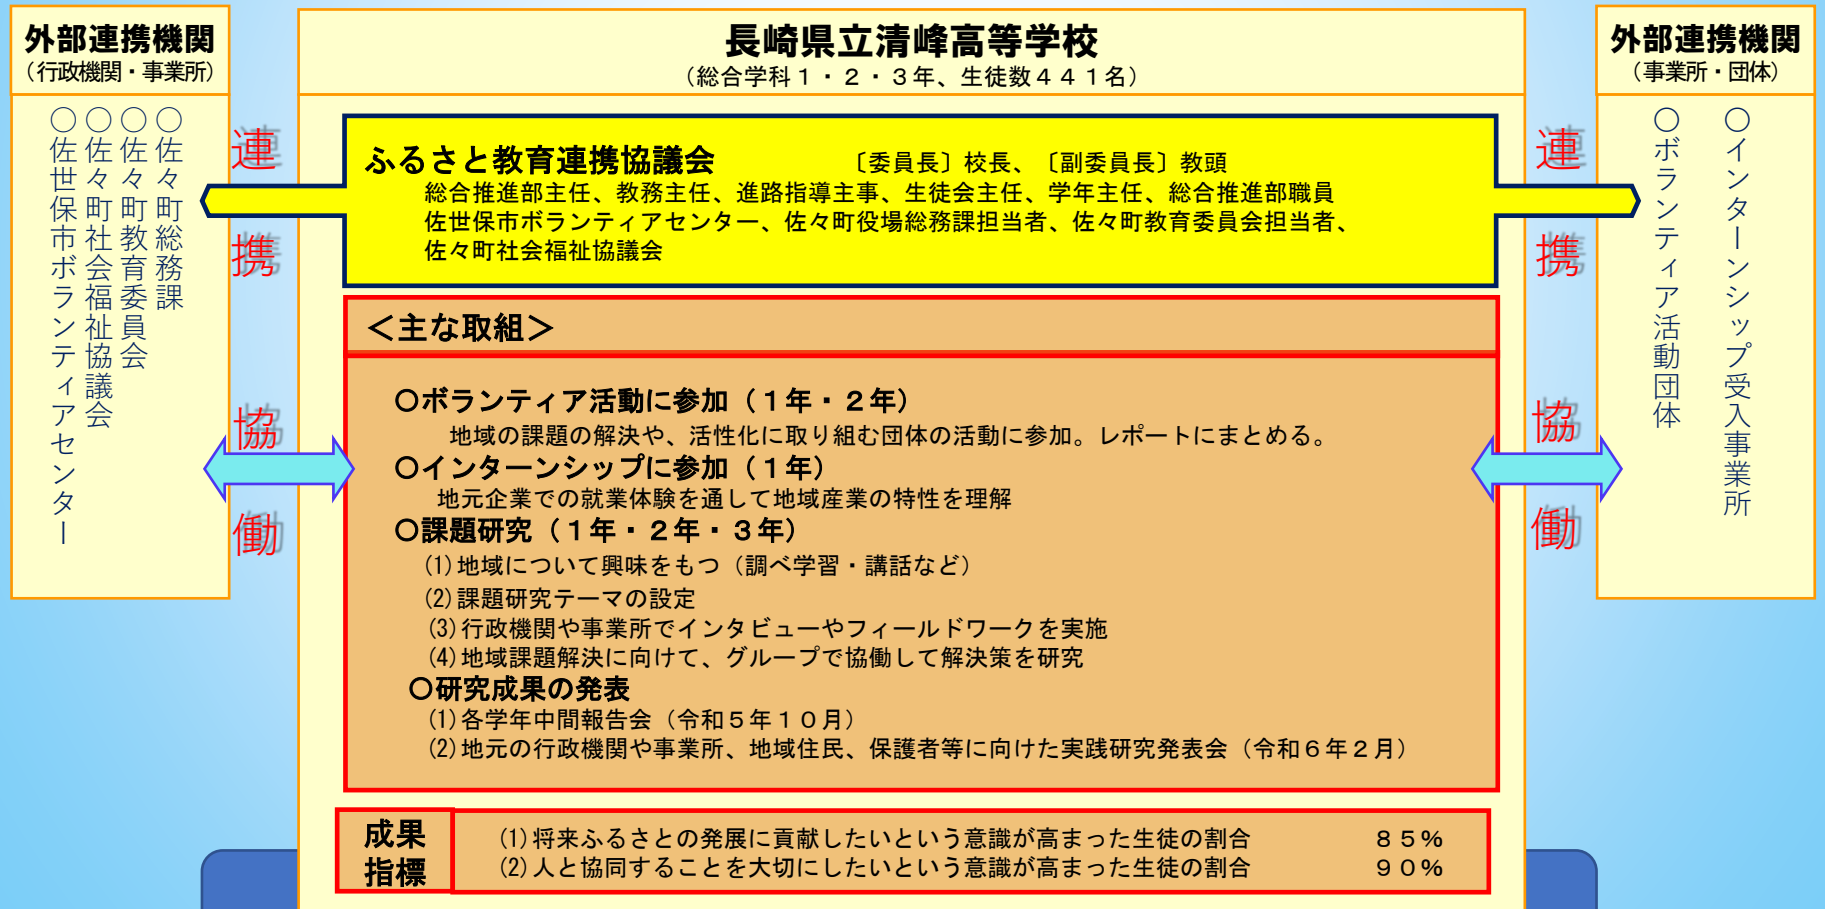 外部連携機関
（行政機関・事業所）
○佐々町総務課
○佐々町教育委員会
○佐々町社会福祉協議会
○佐世保市ボランティアセンター
連
携
協
働
長崎県立清峰高等学校
（総合学科１・２・３年、生徒数４４１名）
ふるさと教育連携協議会　〔委員長〕校長、〔副委員長〕教頭
総合推進部主任、教務主任、進路指導主事、生徒会主任、学年主任、総合推進部職員
佐世保市ボランティアセンター、佐々町役場総務課担当者、佐々町教育委員会担当者、
佐々町社会福祉協議会
＜主な取組＞
○ボランティア活動に参加（１年・２年）
地域の課題の解決や、活性化に取り組む団体の活動に参加。レポートにまとめる。
○インターンシップに参加（１年）
地元企業での就業体験を通して地域産業の特性を理解
○課題研究（１年・２年・３年）
(1)地域について興味をもつ（調べ学習・講話など）
(2)課題研究テーマの設定
(3)行政機関や事業所でインタビューやフィールドワークを実施
(4)地域課題解決に向けて、グループで協働して解決策を研究
○研究成果の発表
(1)各学年中間報告会（令和５年１０月）
(2)地元の行政機関や事業所、地域住民、保護者等に向けた実践研究発表会（令和６年２月）
成果
指標
(1)将来ふるさとの発展に貢献したいという意識が高まった生徒の割合　８５％
(2)人と協同することを大切にしたいという意識が高まった生徒の割合　９０％
連
携
協
働
外部連携機関
（事業所・団体）
○インターンシップ受入事業所
○ボランティア活動団体